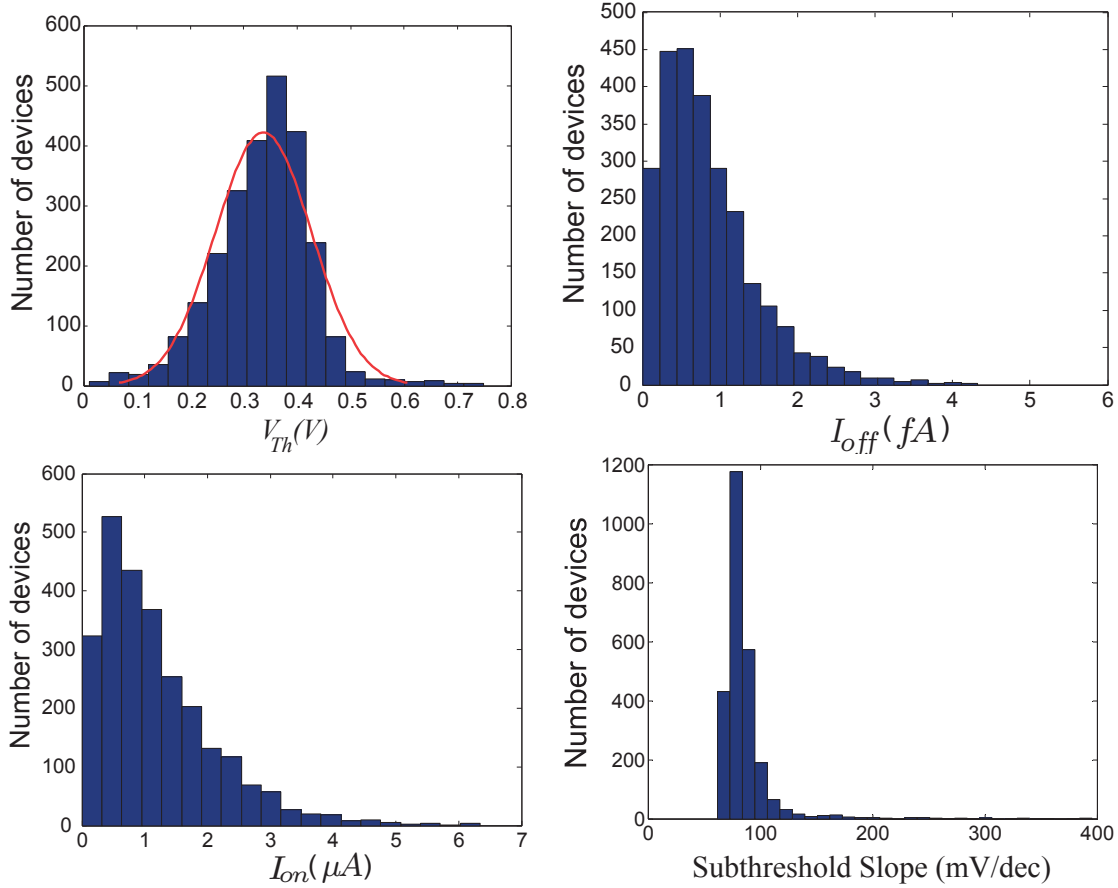 Number of devices
600
500
400
300
200
100
0
0.1 0.2 0.3 0.4 0.5 0.6 0.7 0.8
V_Th(V)
Number of devices
500
450
400
350
300
250
200
150
100
50
0
0 1 2 3 4 5 6
I_off(fA)
Number of devices
600
500
400
300
200
100
0
0 1 2 3 4 5 6 7
I_on(μA)
Number of devices
1200
1000
800
600
400
200
0
0 100 200 300 400
Subthreshold Slope (mV/dec)